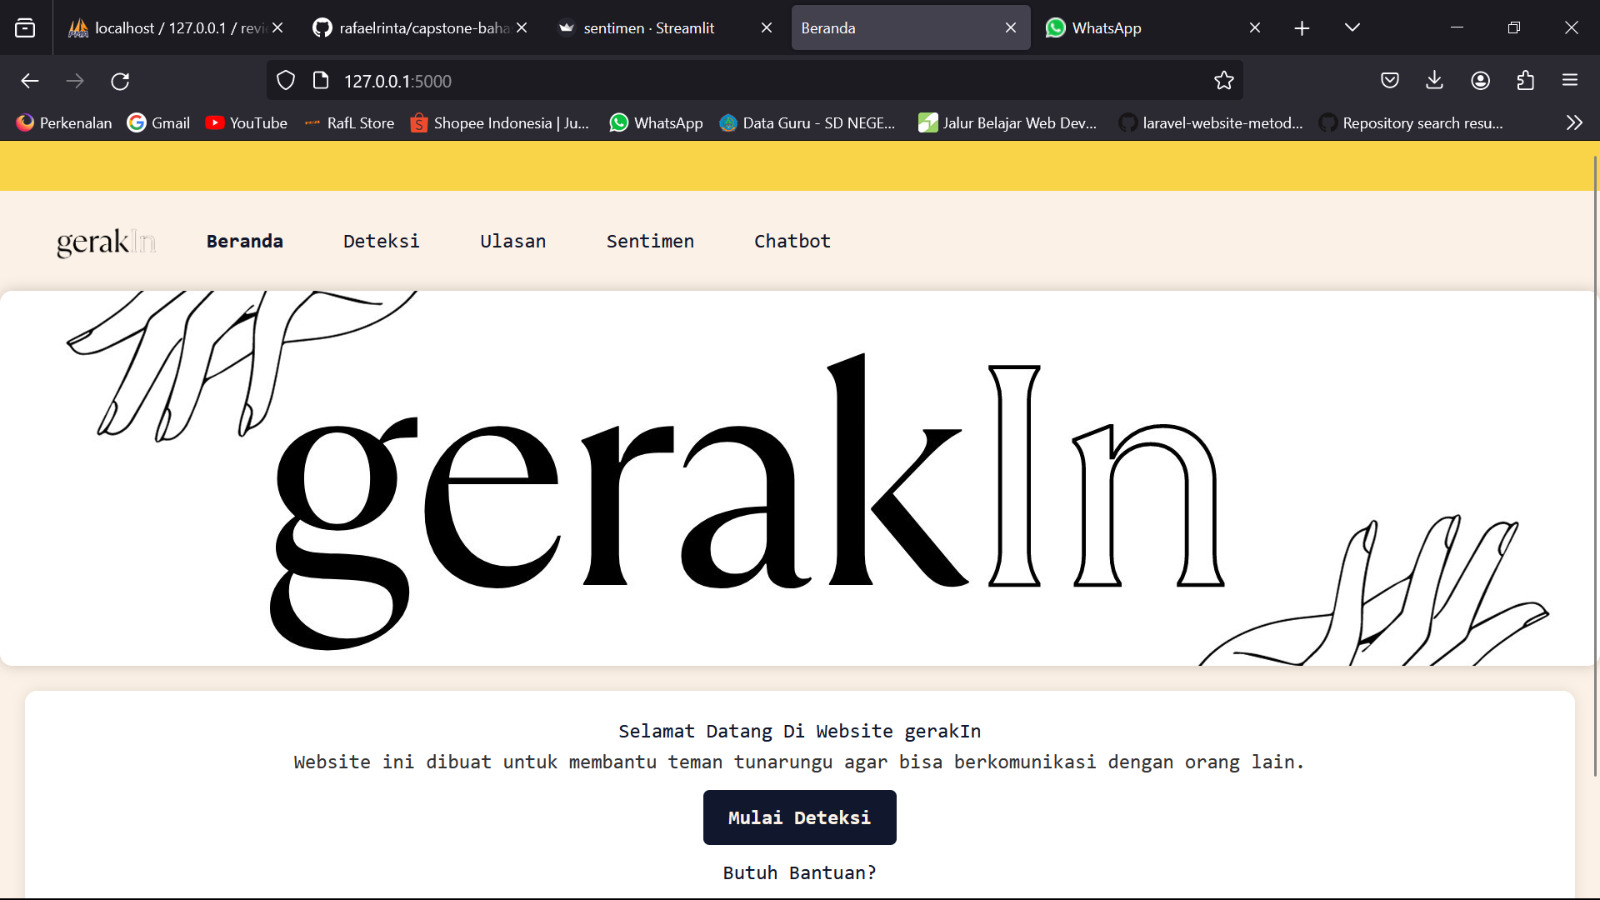 localhost / 127.0.0.1 / revi
rafaelrinta/capstone-baha
sentimen · Streamlit
Beranda
WhatsApp
127.0.0.1:5000
Perkenalan
Gmail
YouTube
RafL Store
Shopee Indonesia | Ju...
WhatsApp
Data Guru - SD NEGE...
Jalur Belajar Web Dev...
laravel-website-metod...
Repository search resu...
gerakIn
Beranda
Deteksi
Ulasan
Sentimen
Chatbot
gerakIn
Selamat Datang Di Website gerakIn
Website ini dibuat untuk membantu teman tunarungu agar bisa berkomunikasi dengan orang lain.
Mulai Deteksi
Butuh Bantuan?